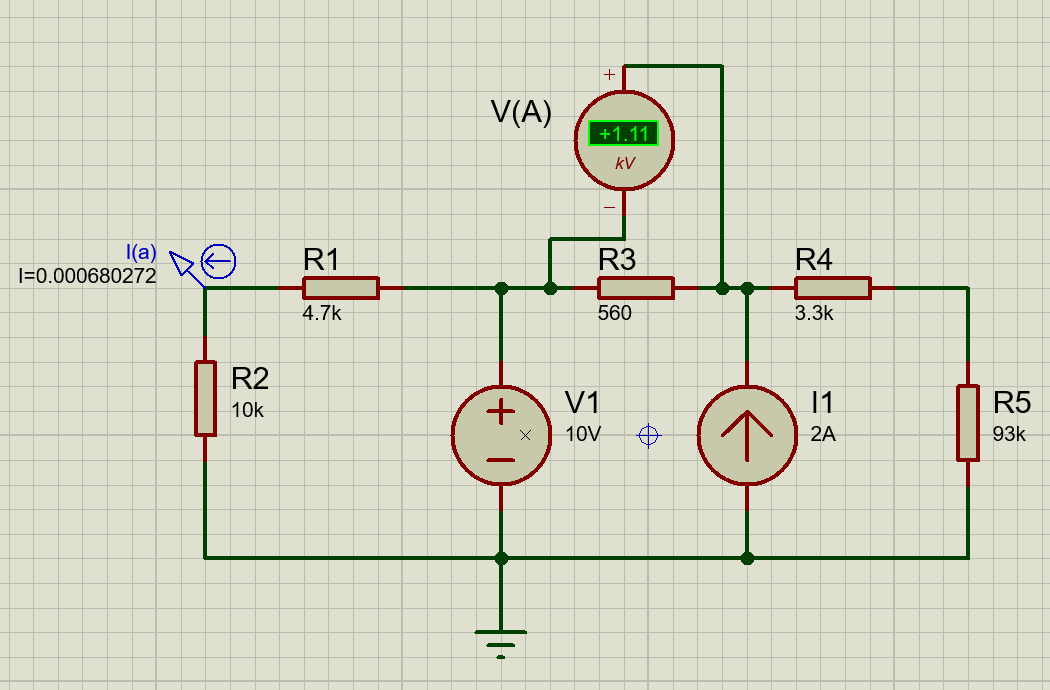 +
V(A)
+1.11
kV
−
I(a)
I=0.000680272
R1
4.7k
R3
560
R4
3.3k
R2
10k
V1
10V
I1
2A
R5
93k